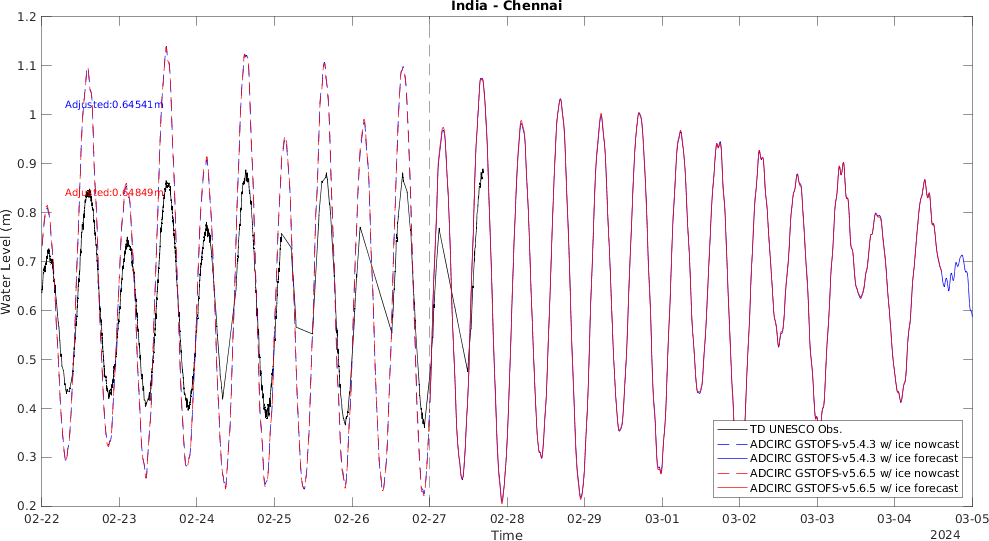 India - Chennai
1.2
1.1
1
0.9
0.8
0.7
0.6
0.5
0.4
0.3
0.2
Water Level (m)
Adjusted:0.64541m
Adjusted:0.64849m
TD UNESCO Obs.
ADCIRC GSTOFS-v5.4.3 w/ ice nowcast
ADCIRC GSTOFS-v5.4.3 w/ ice forecast
ADCIRC GSTOFS-v5.6.5 w/ ice nowcast
ADCIRC GSTOFS-v5.6.5 w/ ice forecast
02-22 02-23 02-24 02-25 02-26 02-27 02-28 02-29 03-01 03-02 03-03 03-04 03-05
Time
2024